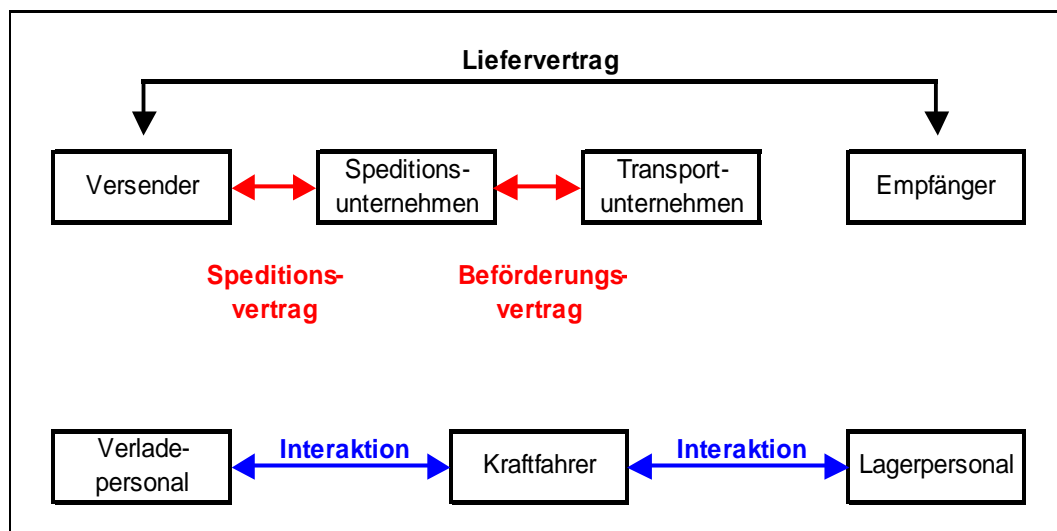 Liefervertrag
Versender
Speditions-
unternehmen
Transport-
unternehmen
Empfänger
Speditions-
vertrag
Beförderungs-
vertrag
Verlade-
personal
Interaktion
Kraftfahrer
Interaktion
Lagerpersonal